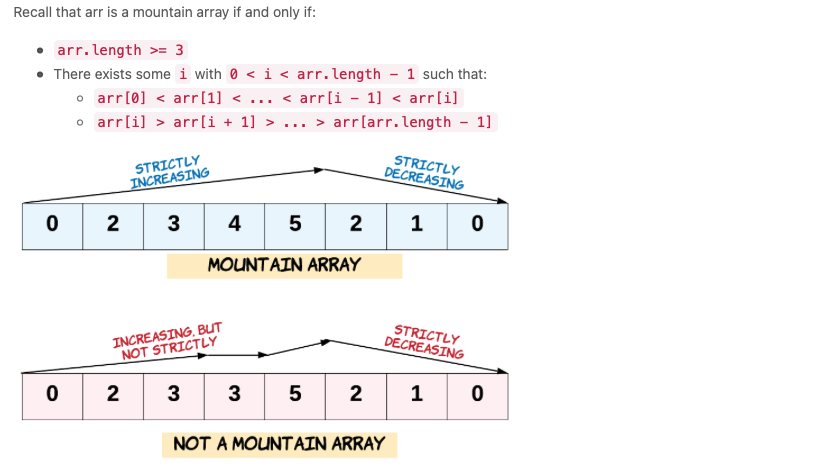 Recall that arr is a mountain array if and only if:
arr.length >= 3
There exists some i with 0 < i < arr.length - 1 such that:
arr[0] < arr[1] < ... < arr[i - 1] < arr[i]
arr[i] > arr[i + 1] > ... > arr[arr.length - 1]
STRICTLY
INCREASING
STRICTLY
DECREASING
0 2 3 4 5 2 1 0
MOUNTAIN ARRAY
INCREASING, BUT
NOT STRICTLY
STRICTLY
DECREASING
0 2 3 3 5 2 1 0
NOT A MOUNTAIN ARRAY